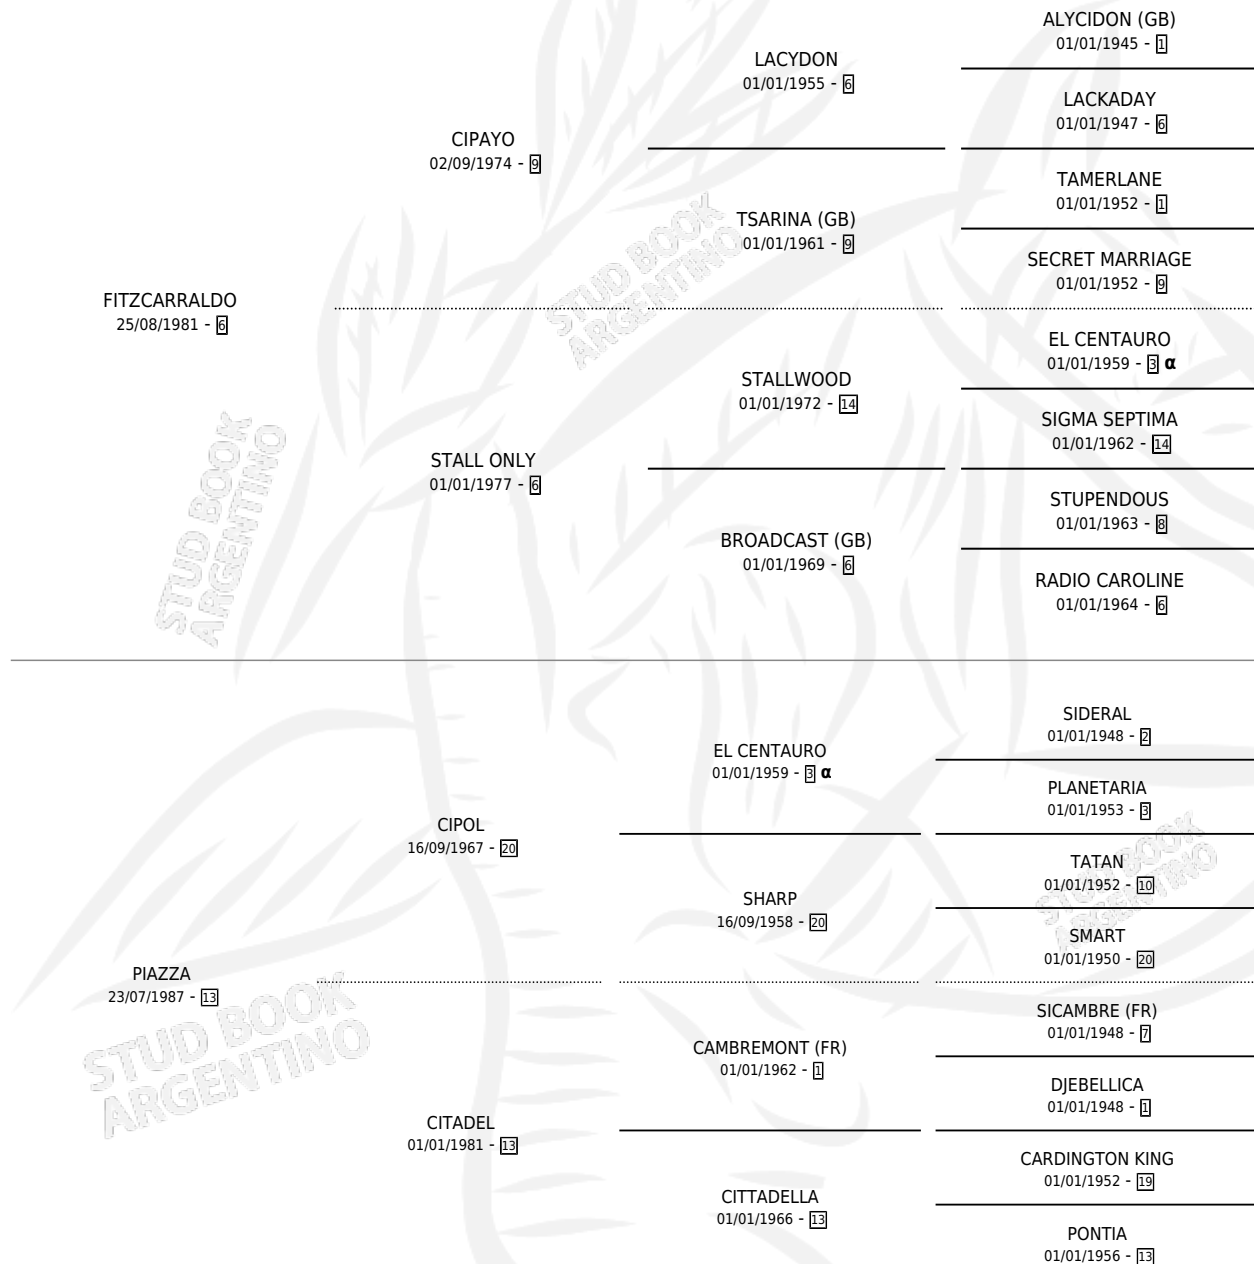 ALYCIDON (GB)
01/01/1945 - 1
LACYDON
01/01/1955 - 6
LACKADAY
01/01/1947 - 6
CIPAYO
02/09/1974 - 9
TAMERLANE
01/01/1952 - 1
TSARINA (GB)
01/01/1961 - 9
SECRET MARRIAGE
01/01/1952 - 9
FITZCARRALDO
25/08/1981 - 6
EL CENTAURO
01/01/1959 - 3 α
STALLWOOD
01/01/1972 - 14
SIGMA SEPTIMA
01/01/1962 - 14
STALL ONLY
01/01/1977 - 6
STUPENDOUS
01/01/1963 - 8
BROADCAST (GB)
01/01/1969 - 6
RADIO CAROLINE
01/01/1964 - 6
SIDERAL
01/01/1948 - 2
EL CENTAURO
01/01/1959 - 3 α
PLANETARIA
01/01/1953 - 3
CIPOL
16/09/1967 - 20
TATAN
01/01/1952 - 10
SHARP
16/09/1958 - 20
SMART
01/01/1950 - 20
PIAZZA
23/07/1987 - 13
SICAMBRE (FR)
01/01/1948 - 7
CAMBREMONT (FR)
01/01/1962 - 1
DJEBELLICA
01/01/1948 - 1
CITADEL
01/01/1981 - 13
CARDINGTON KING
01/01/1952 - 19
CITTADELLA
01/01/1966 - 13
PONTIA
01/01/1956 - 13
STUD BOOK
ARGENTINO
STUD BOOK
ARGENTINO
STUD BOOK
ARGENTINO
STUD BOOK
ARGENTINO